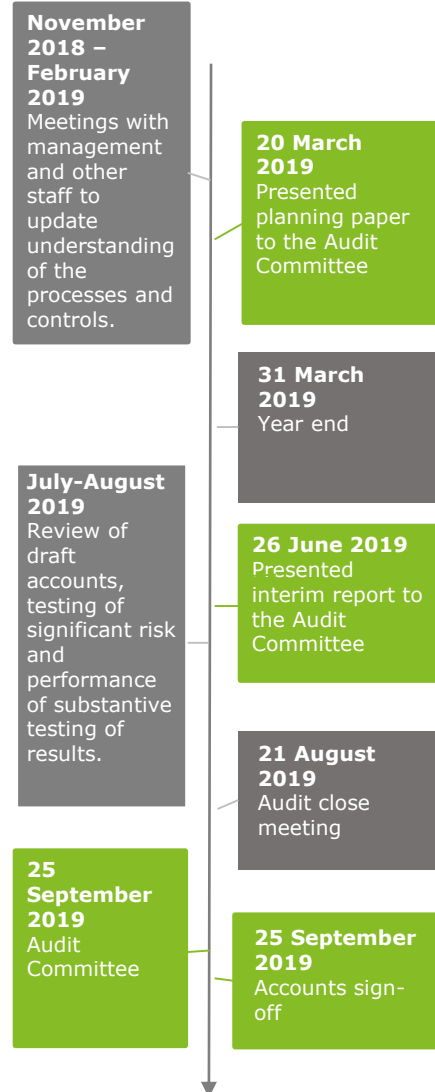 November
2018 –
February
2019
Meetings with
management
and other
staff to
update
understanding
of the
processes and
controls.
20 March
2019
Presented
planning paper
to the Audit
Committee
31 March
2019
Year end
26 June 2019
Presented
interim report to
the Audit
Committee
July-August
2019
Review of
draft
accounts,
testing of
significant risk
and
performance
of substantive
testing of
results.
21 August
2019
Audit close
meeting
25
September
2019
Audit
Committee
25 September
2019
Accounts sign-
off